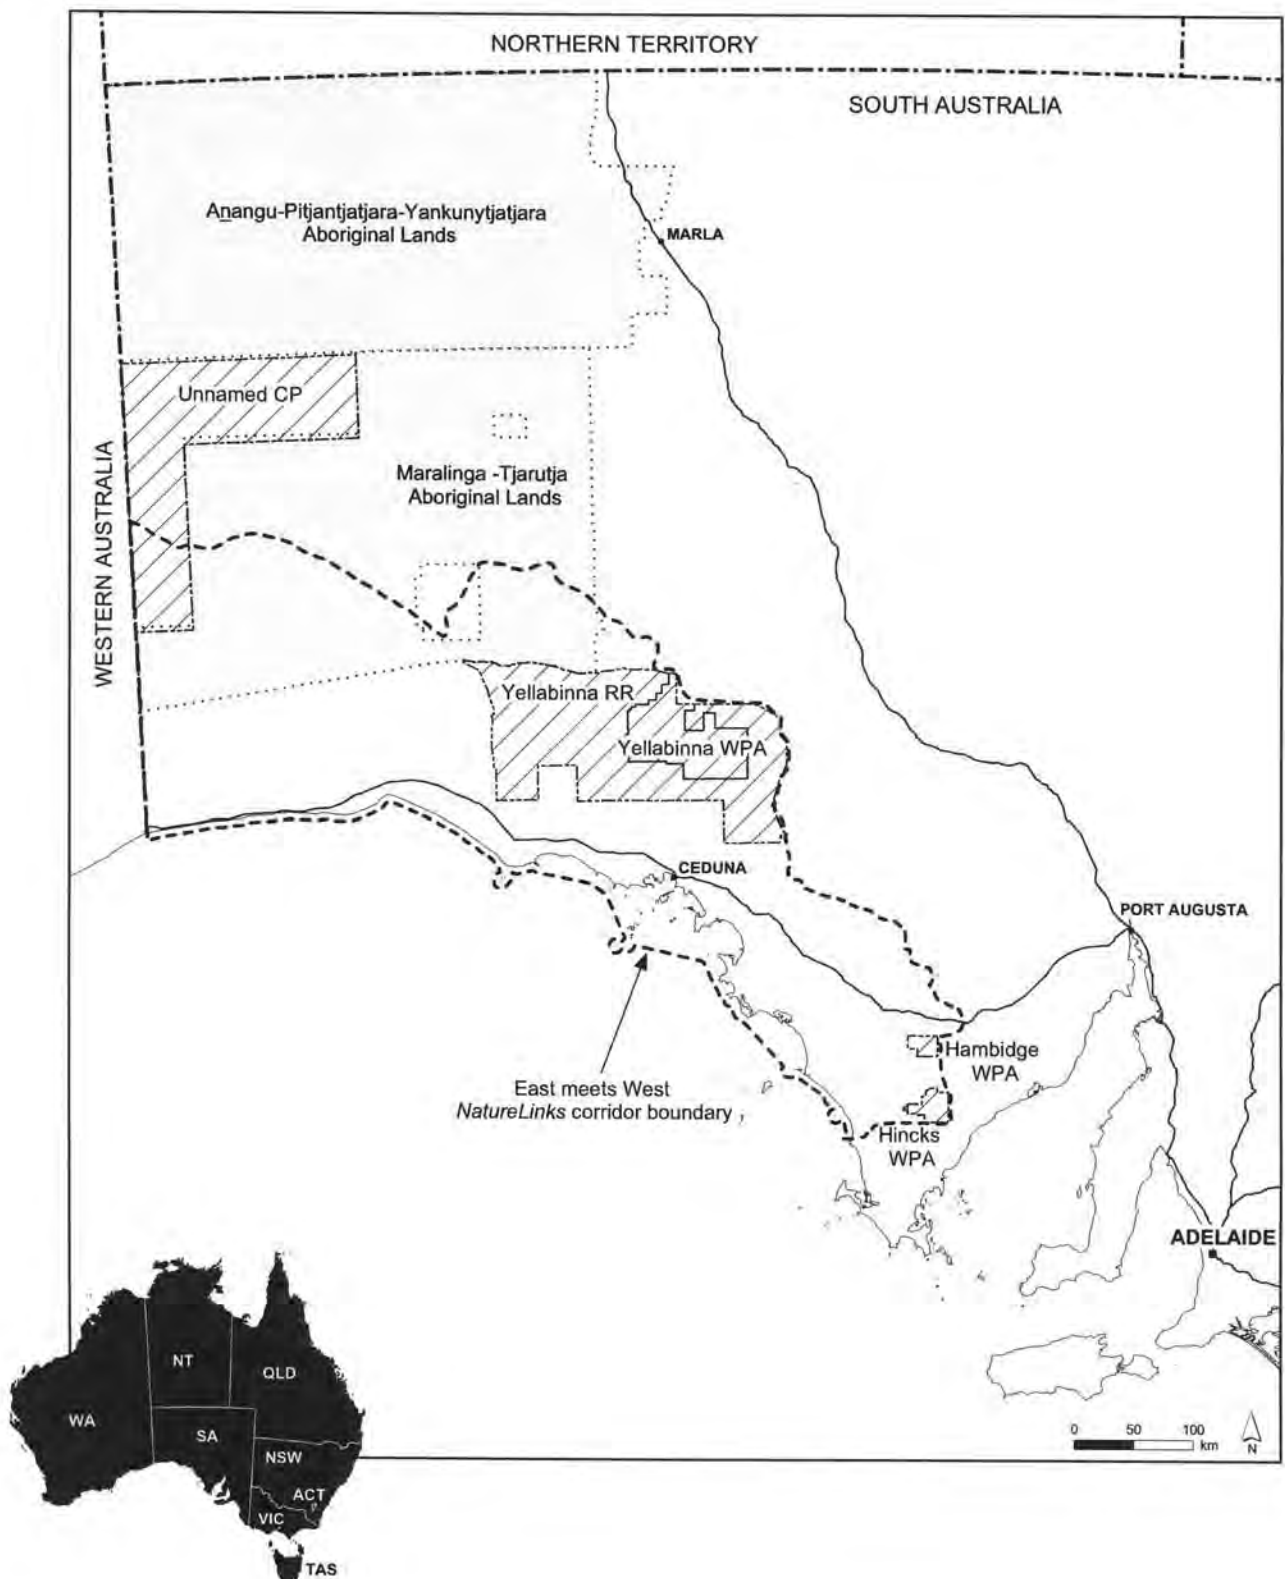 NORTHERN TERRITORY
SOUTH AUSTRALIA
Anangu-Pitjantjatjara-Yankunytjatjara
Aboriginal Lands
MARLA
Unnamed CP
Maralinga -Tjarutja
Aboriginal Lands
WESTERN AUSTRALIA
Yellabinna RR
Yellabinna WPA
CEDUNA
PORT AUGUSTA
Hambidge
WPA
East meets West
NatureLinks corridor boundary
Hincks
WPA
ADELAIDE
0 50 100
km
N
NT
QLD
WA
SA
NSW
ACT
VIC
TAS